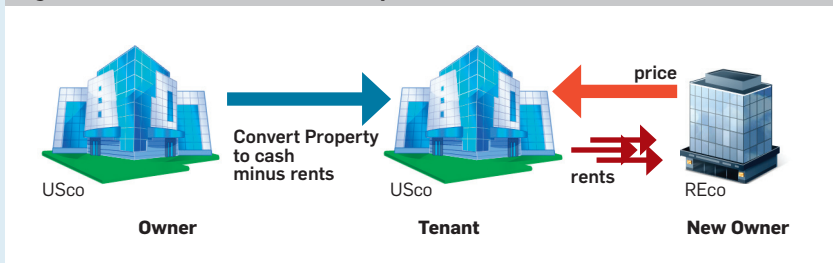 price
Convert Property
to cash
minus rents
rents
USco
USco
REco
Owner
Tenant
New Owner